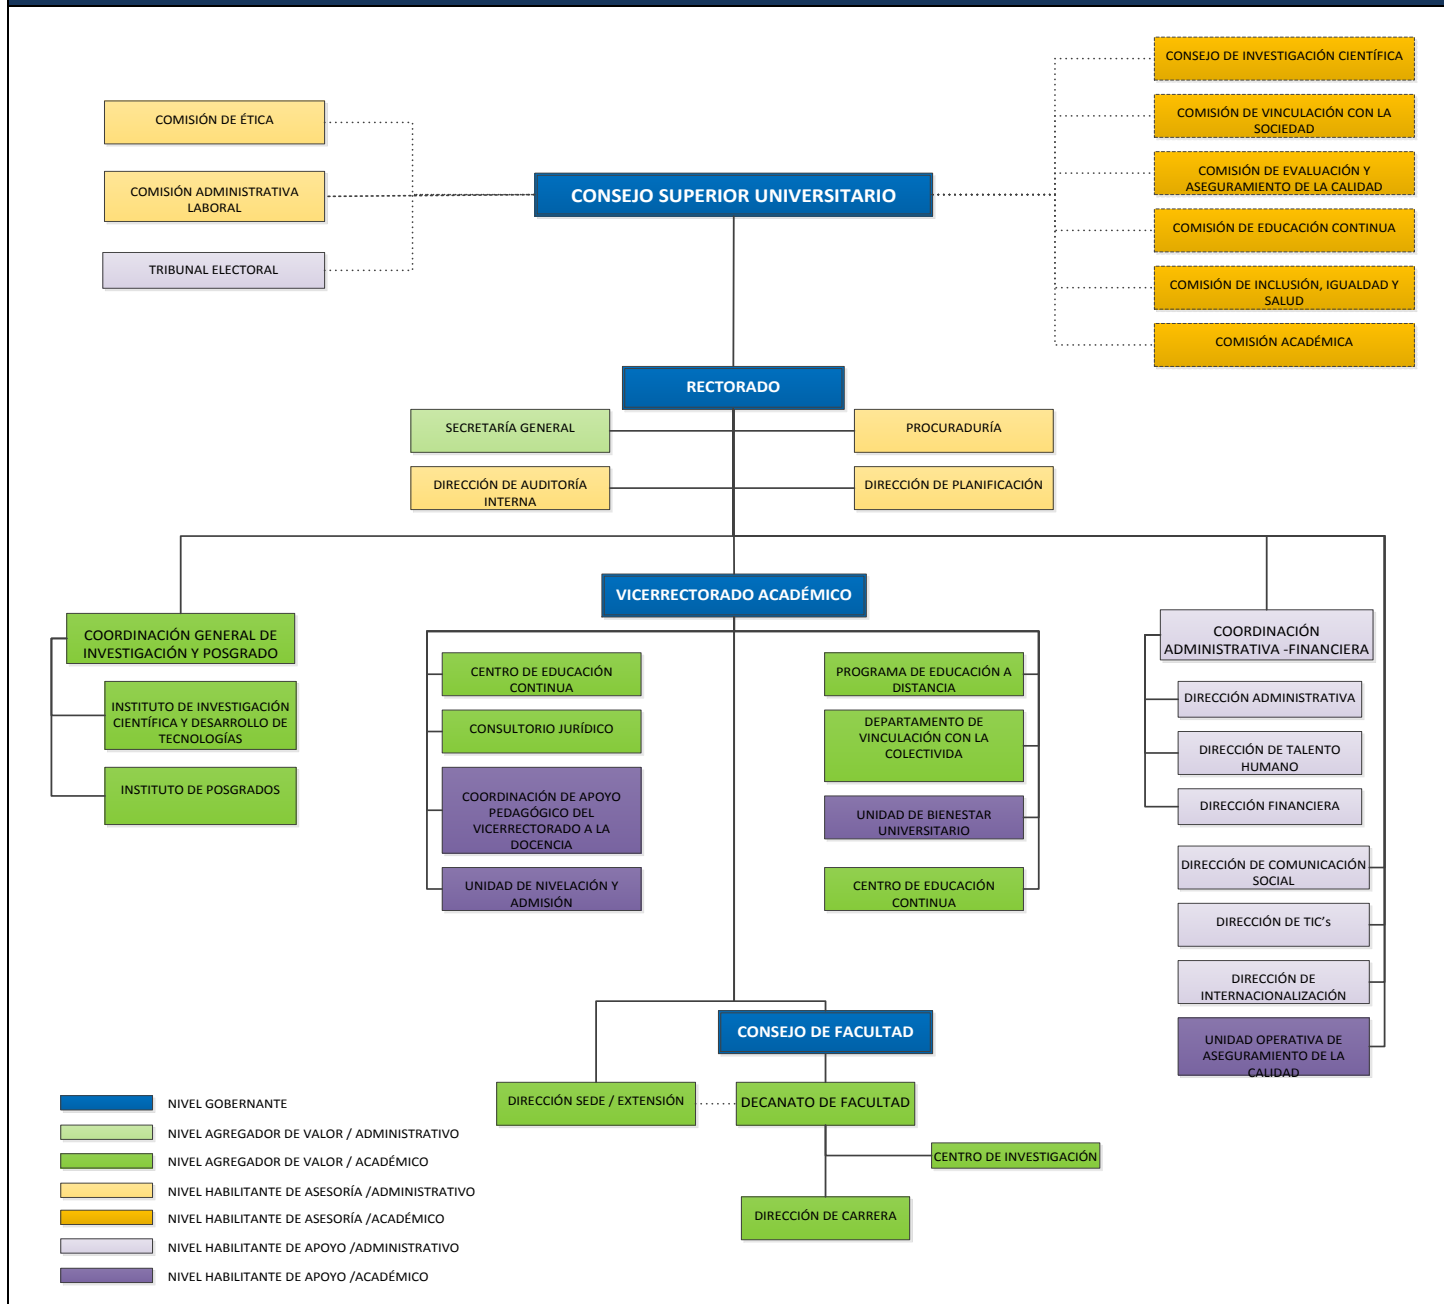 CONSEJO DE INVESTIGACIÓN CIENTÍFICA
COMISIÓN DE VINCULACIÓN CON LA
SOCIEDAD
COMISIÓN DE EVALUACIÓN Y
ASEGURAMIENTO DE LA CALIDAD
COMISIÓN DE EDUCACIÓN CONTINUA
COMISIÓN DE INCLUSIÓN, IGUALDAD Y
SALUD
COMISIÓN ACADÉMICA
COMISIÓN DE ÉTICA
COMISIÓN ADMINISTRATIVA
LABORAL
TRIBUNAL ELECTORAL
CONSEJO SUPERIOR UNIVERSITARIO
RECTORADO
SECRETARÍA GENERAL
PROCURADURÍA
DIRECCIÓN DE AUDITORÍA
INTERNA
DIRECCIÓN DE PLANIFICACIÓN
VICERRECTORADO ACADÉMICO
COORDINACIÓN GENERAL DE
INVESTIGACIÓN Y POSGRADO
INSTITUTO DE INVESTIGACIÓN
CIENTÍFICA Y DESARROLLO DE
TECNOLOGÍAS
INSTITUTO DE POSGRADOS
CENTRO DE EDUCACIÓN
CONTINUA
CONSULTORIO JURÍDICO
COORDINACIÓN DE APOYO
PEDAGÓGICO DEL
VICERRECTORADO A LA
DOCENCIA
UNIDAD DE NIVELACIÓN Y
ADMISIÓN
PROGRAMA DE EDUCACIÓN A
DISTANCIA
DEPARTAMENTO DE
VINCULACIÓN CON LA
COLECTIVIDA
UNIDAD DE BIENESTAR
UNIVERSITARIO
CENTRO DE EDUCACIÓN
CONTINUA
COORDINACIÓN
ADMINISTRATIVA -FINANCIERA
DIRECCIÓN ADMINISTRATIVA
DIRECCIÓN DE TALENTO
HUMANO
DIRECCIÓN FINANCIERA
DIRECCIÓN DE COMUNICACIÓN
SOCIAL
DIRECCIÓN DE TIC’s
DIRECCIÓN DE
INTERNACIONALIZACIÓN
UNIDAD OPERATIVA DE
ASEGURAMIENTO DE LA
CALIDAD
CONSEJO DE FACULTAD
DIRECCIÓN SEDE / EXTENSIÓN
DECANATO DE FACULTAD
CENTRO DE INVESTIGACIÓN
DIRECCIÓN DE CARRERA
NIVEL GOBERNANTE
NIVEL AGREGADOR DE VALOR / ADMINISTRATIVO
NIVEL AGREGADOR DE VALOR / ACADÉMICO
NIVEL HABILITANTE DE ASESORÍA /ADMINISTRATIVO
NIVEL HABILITANTE DE ASESORÍA /ACADÉMICO
NIVEL HABILITANTE DE APOYO /ADMINISTRATIVO
NIVEL HABILITANTE DE APOYO /ACADÉMICO